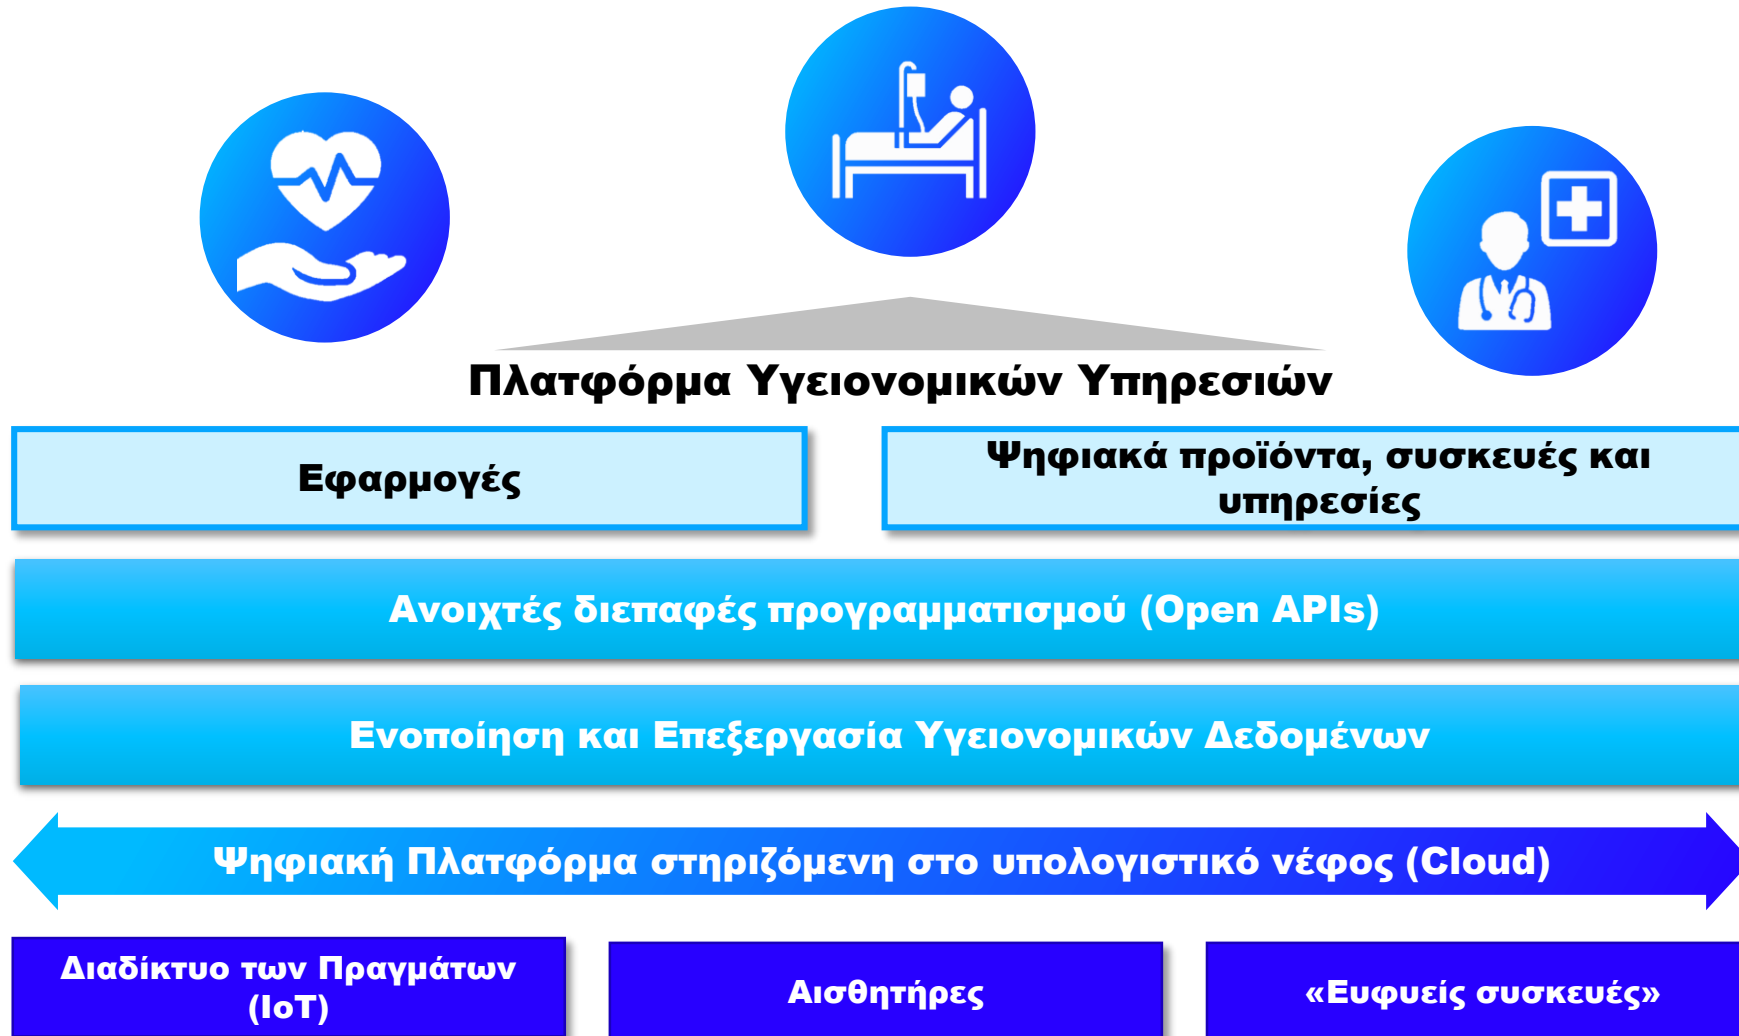 Πλατφόρμα Υγειονομικών Υπηρεσιών
Εφαρμογές
Ψηφιακά προϊόντα, συσκευές και
υπηρεσίες
Ανοιχτές διεπαφές προγραμματισμού (Open APIs)
Ενοποίηση και Επεξεργασία Υγειονομικών Δεδομένων
Ψηφιακή Πλατφόρμα στηριζόμενη στο υπολογιστικό νέφος (Cloud)
Διαδίκτυο των Πραγμάτων
(IoT)
Αισθητήρες
«Ευφυείς συσκευές»